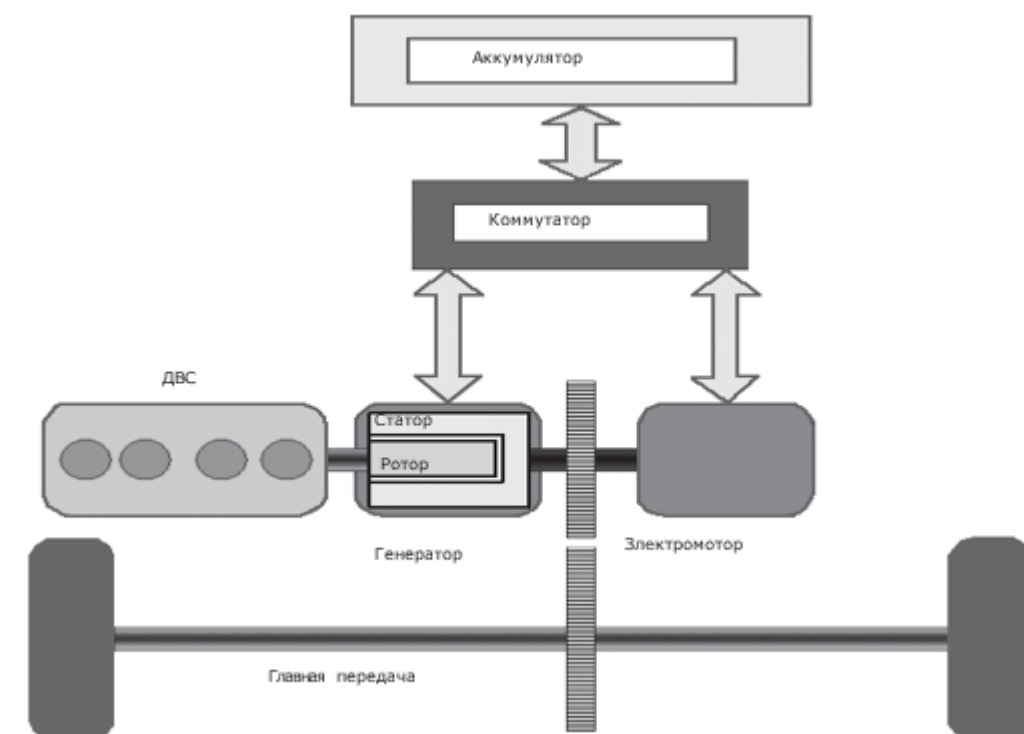 Аккумулятор
Коммутатор
ДВС
Статор
Ротор
Генератор
Злектромотор
Главная передача